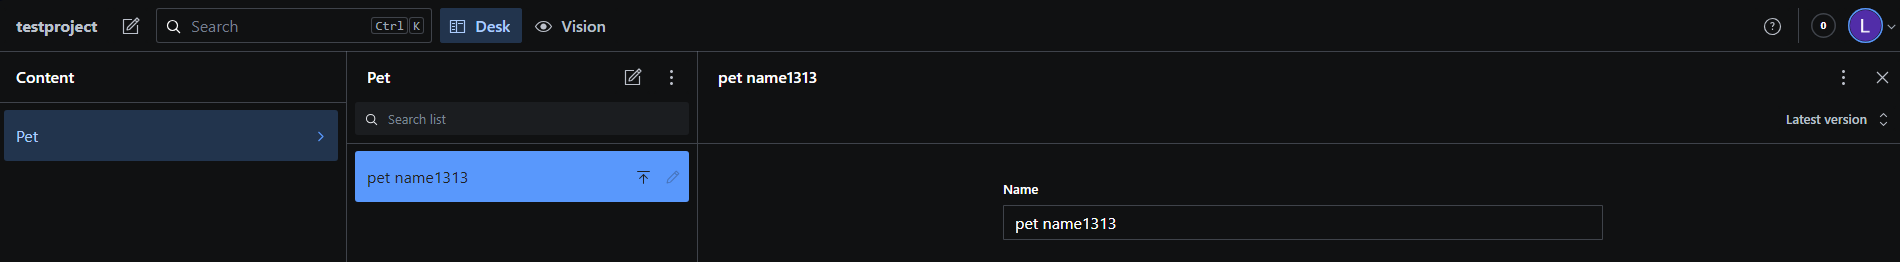 testproject
Search
Ctrl K
Desk
Vision
0
L
Content
Pet
pet name1313
Pet
Search list
Latest version
pet name1313
Name
pet name1313